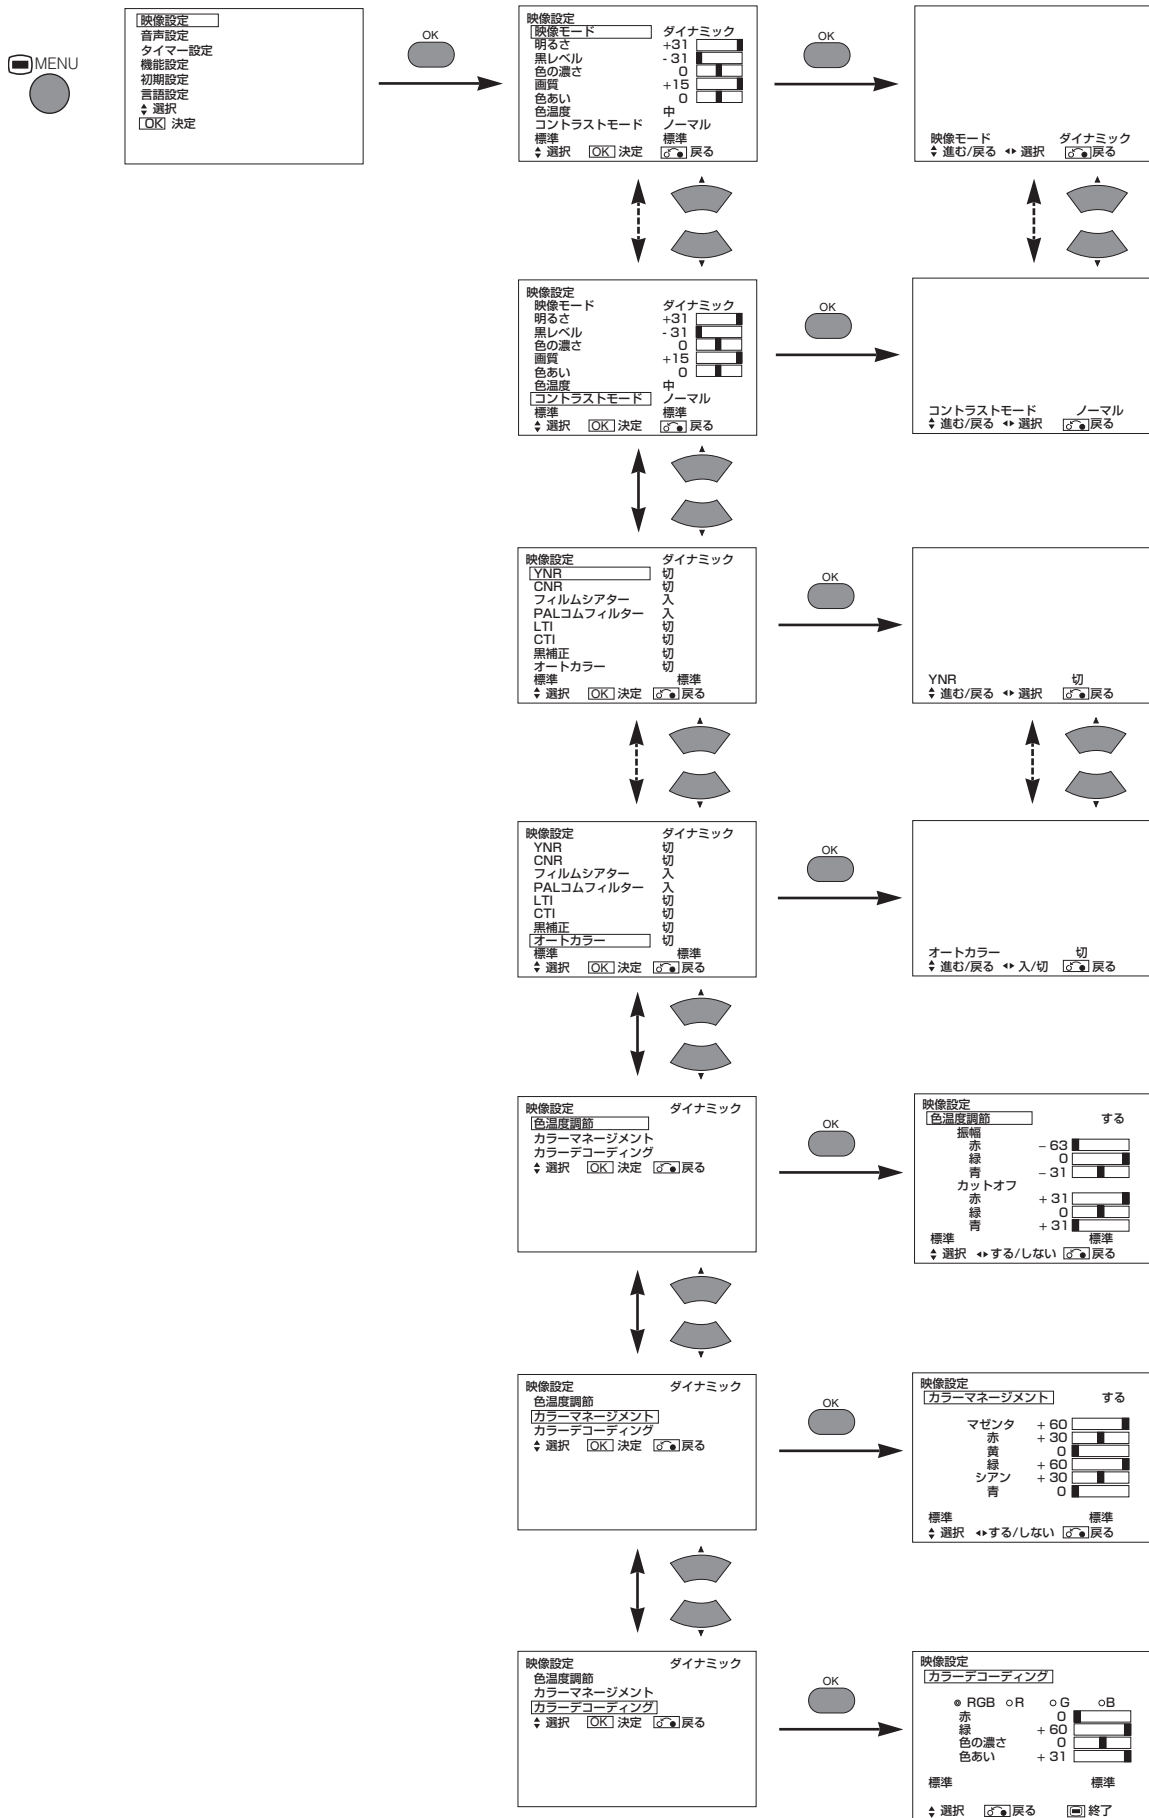 MENU
映像設定
音声設定
タイマー設定
機能設定
初期設定
言語設定
選択
OK 決定
OK
映像設定
映像モード ダイナミック
明るさ +31
黒レベル - 31
色の濃さ 0
画質 +15
色あい 0
色温度 中
コントラストモード ノーマル
標準 標準
選択 OK 決定 戻る
OK
映像モード ダイナミック
進む/戻る 選択 戻る
映像設定
映像モード ダイナミック
明るさ +31
黒レベル - 31
色の濃さ 0
画質 +15
色あい 0
色温度 中
コントラストモード ノーマル
標準 標準
選択 OK 決定 戻る
OK
コントラストモード ノーマル
進む/戻る 選択 戻る
映像設定 ダイナミック
YNR 切
CNR 切
フィルムシアター 入
PALコムフィルター 入
LTI 切
CTI 切
黒補正 切
オートカラー 切
標準 標準
選択 OK 決定 戻る
OK
YNR 切
進む/戻る 選択 戻る
映像設定 ダイナミック
YNR 切
CNR 切
フィルムシアター 入
PALコムフィルター 入
LTI 切
CTI 切
黒補正 切
オートカラー 切
標準 標準
選択 OK 決定 戻る
OK
オートカラー 切
進む/戻る 入/切 戻る
映像設定 ダイナミック
色温度調節
カラーマネージメント
カラーデコーディング
選択 OK 決定 戻る
OK
映像設定
色温度調節 する
振幅
赤 – 63
緑 0
青 – 31
カットオフ
赤 + 31
緑 0
青 + 31
標準 標準
選択 する/しない 戻る
映像設定 ダイナミック
色温度調節
カラーマネージメント
カラーデコーディング
選択 OK 決定 戻る
OK
映像設定
カラーマネージメント する
マゼンタ + 60
赤 + 30
黄 0
緑 + 60
シアン + 30
青 0
標準 標準
選択 する/しない 戻る
映像設定 ダイナミック
色温度調節
カラーマネージメント
カラーデコーディング
選択 OK 決定 戻る
OK
映像設定
カラーデコーディング
RGB R G B
赤 0
緑 + 60
色の濃さ 0
色あい + 31
標準 標準
選択 戻る 終了